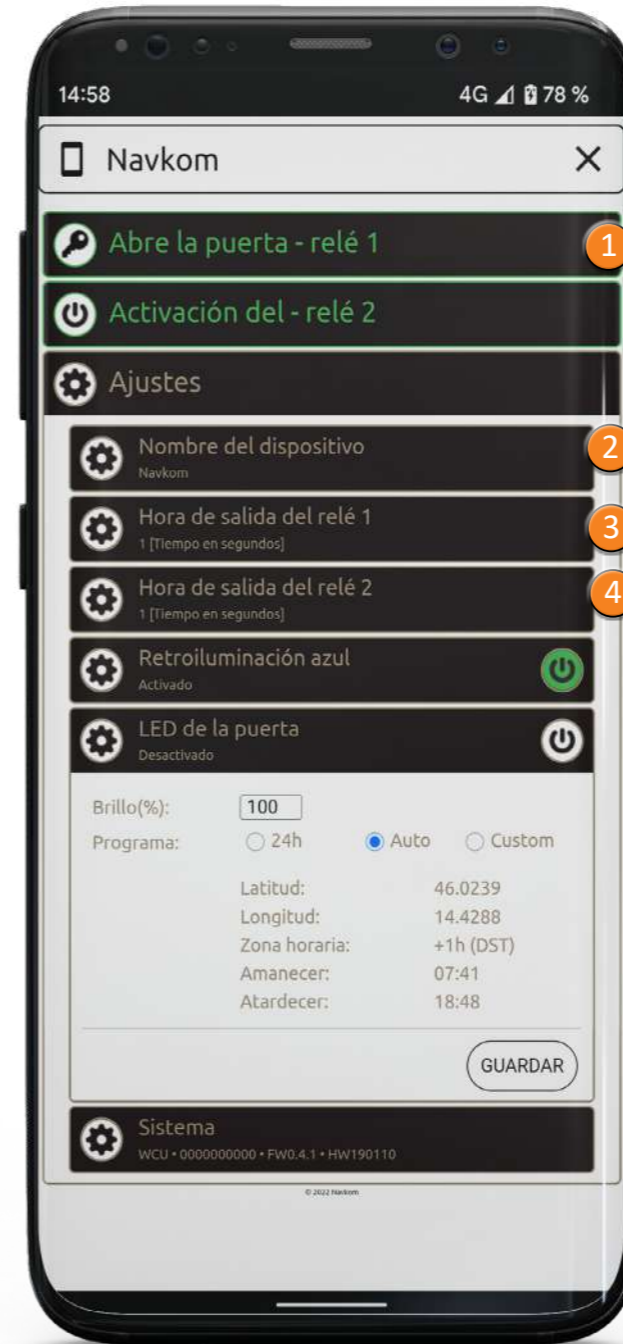 14:58 4G 78 %
Navkom
Abre la puerta - relé 1 1
Activación del - relé 2
Ajustes
Nombre del dispositivo 2
Navkom
Hora de salida del relé 1 3
1 [Tiempo en segundos]
Hora de salida del relé 2 4
1 [Tiempo en segundos]
Retroiluminación azul
Activado
LED de la puerta
Desactivado
Brillo(%): 100
Programa: 24h Auto Custom
Latitud: 46.0239
Longitud: 14.4288
Zona horaria: +1h (DST)
Amanecer: 07:41
Atardecer: 18:48
GUARDAR
Sistema
WCU • 0000000000 • FW0.4.1 • HW190110
© 2022 Navkom